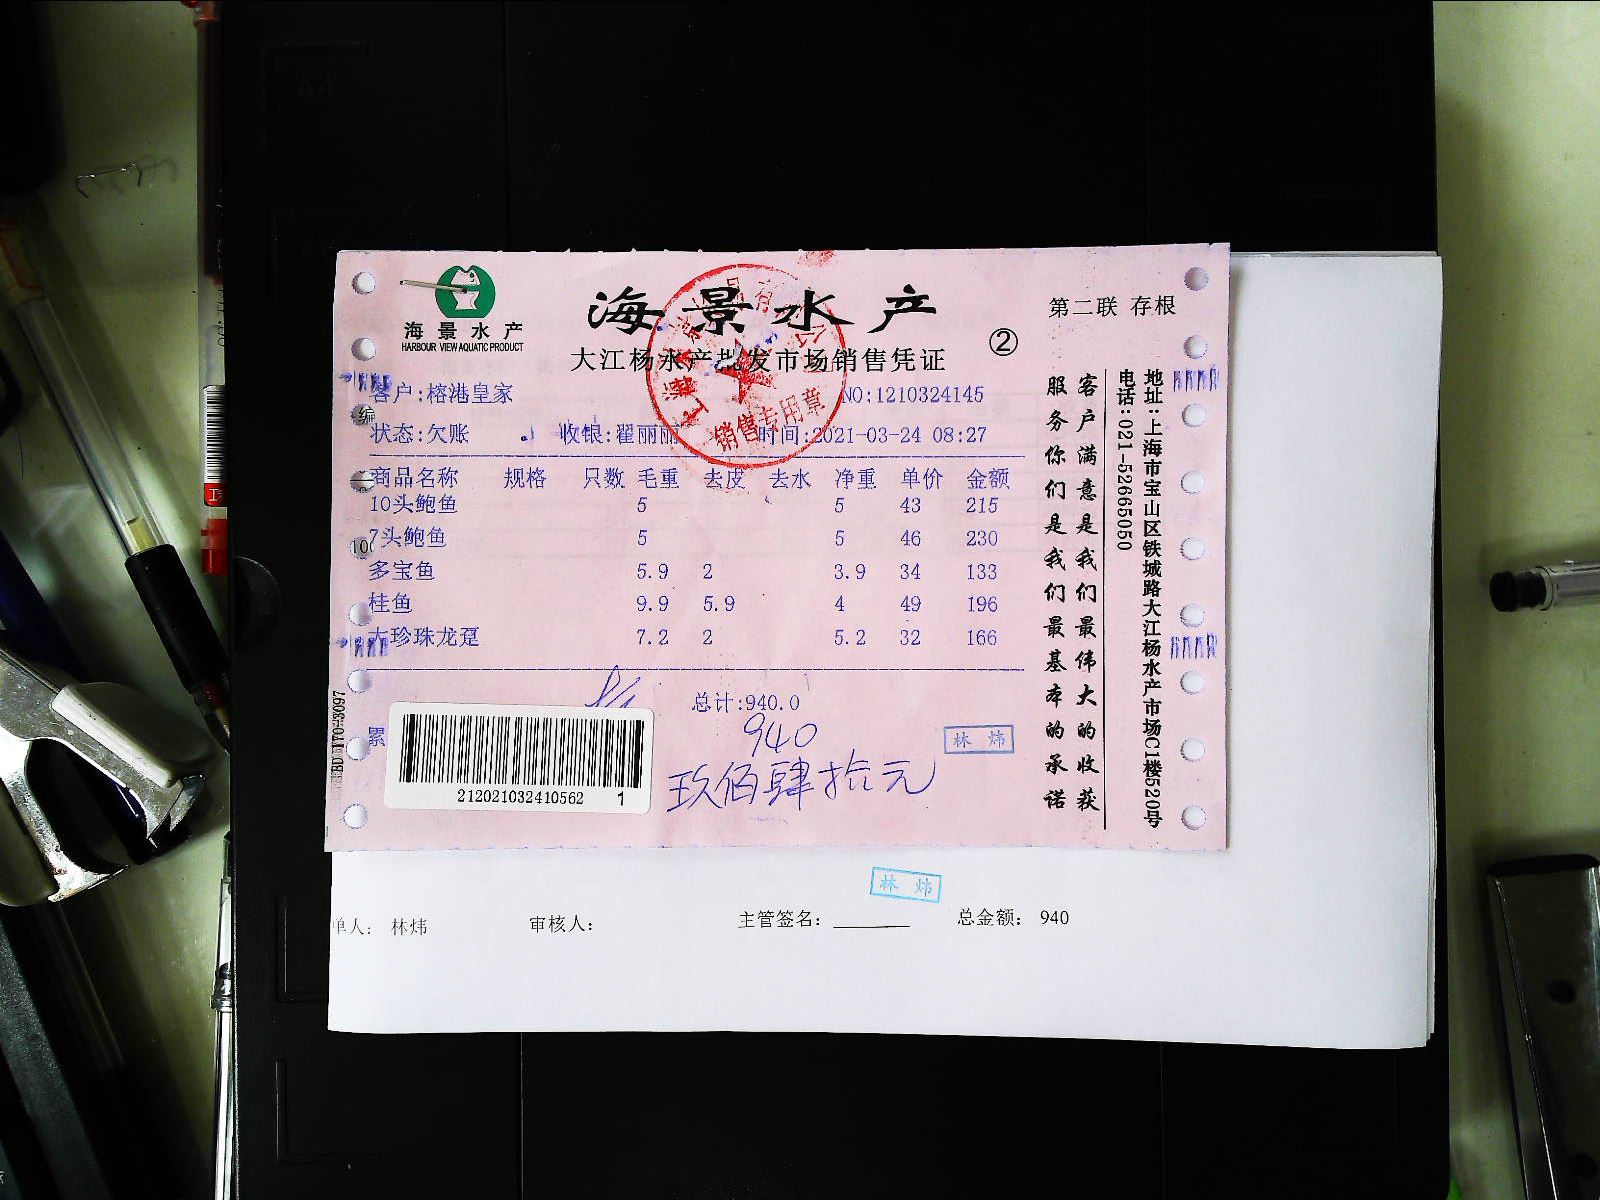 海景水产
HARBOUR VIEW AQUATIC PRODUCT
海景水产
第二联 存根
②
大江杨水产批发市场销售凭证
客户:榕港皇家
NO:1210324145
编
状态:欠账 收银:翟丽丽 时间:2021-03-24 08:27
商品名称 规格 只数 毛重 去皮 去水 净重 单价 金额
10头鲍鱼 5 5 43 215
7头鲍鱼 5 5 46 230
多宝鱼 5.9 2 3.9 34 133
桂鱼 9.9 5.9 4 49 196
大珍珠龙趸 7.2 2 5.2 32 166
总计:940.0
累
940
玖佰肆拾元
林炜
212021032410562 1
销售专用章
客户满意是我们最伟大的收获
服务你们是我们最基本的承诺
地址:上海市宝山区铁城路大江杨水产市场C1楼520号
电话:021-52665050
林炜
单人: 林炜 审核人: 主管签名: 总金额: 940